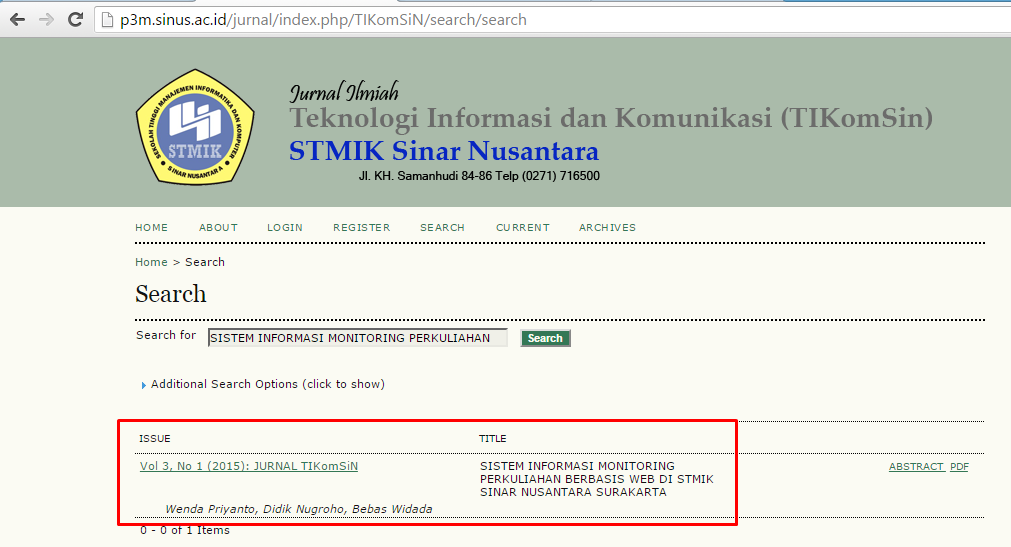 p3m.sinus.ac.id/jurnal/index.php/TIKomSiN/search/search
SEKOLAH TINGGI MANAJEMEN INFORMATIKA DAN KOMPUTER
STMIK
SINAR NUSANTARA
Jurnal Ilmiah
Teknologi Informasi dan Komunikasi (TIKomSin)
STMIK Sinar Nusantara
Jl. KH. Samanhudi 84-86 Telp (0271) 716500
HOME ABOUT LOGIN REGISTER SEARCH CURRENT ARCHIVES
Home > Search
Search
Search for SISTEM INFORMASI MONITORING PERKULIAHAN Search
Additional Search Options (click to show)
ISSUE TITLE
Vol 3, No 1 (2015): JURNAL TIKomSiN SISTEM INFORMASI MONITORING ABSTRACT PDF
PERKULIAHAN BERBASIS WEB DI STMIK
SINAR NUSANTARA SURAKARTA
Wenda Priyanto, Didik Nugroho, Bebas Widada
0 - 0 of 1 Items